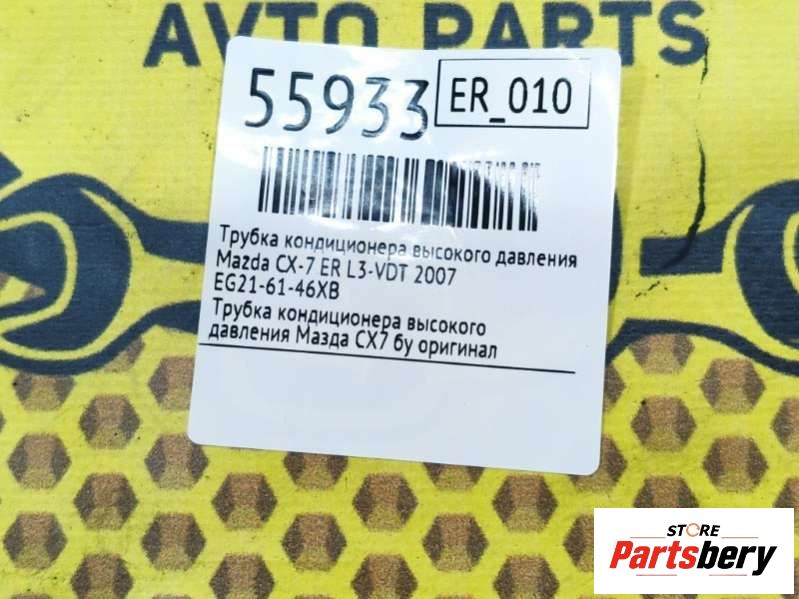 AVTO PARTS
55933
ER_010
Трубка кондиционера высокого давления
Mazda CX-7 ER L3-VDT 2007
EG21-61-46XB
Трубка кондиционера высокого
давления Мазда СХ7 бу оригинал
STORE
Partsbery